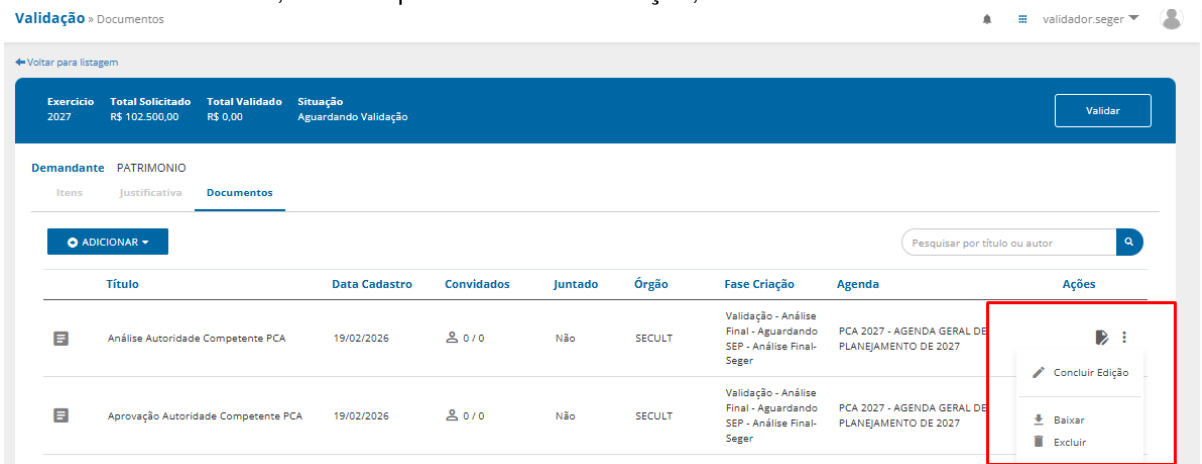 Validação » Documentos
validador.seger
Voltar para listagem
Exercício Total Solicitado Total Validado Situação
2027 R$ 102.500,00 R$ 0,00 Aguardando Validação
Validar
Demandante PATRIMONIO
Itens Justificativa Documentos
ADICIONAR
Pesquisar por título ou autor
Título Data Cadastro Convidados Juntado Órgão Fase Criação Agenda Ações
Validação - Análise
Final - Aguardando
SEP - Análise Final-
Seger
Análise Autoridade Competente PCA 19/02/2026 0 / 0 Não SECULT
PCA 2027 - AGENDA GERAL DE
PLANEJAMENTO DE 2027
Concluir Edição
Validação - Análise
Final - Aguardando
SEP - Análise Final-
Seger
Aprovação Autoridade Competente PCA 19/02/2026 0 / 0 Não SECULT
PCA 2027 - AGENDA GERAL DE
PLANEJAMENTO DE 2027
Baixar
Excluir